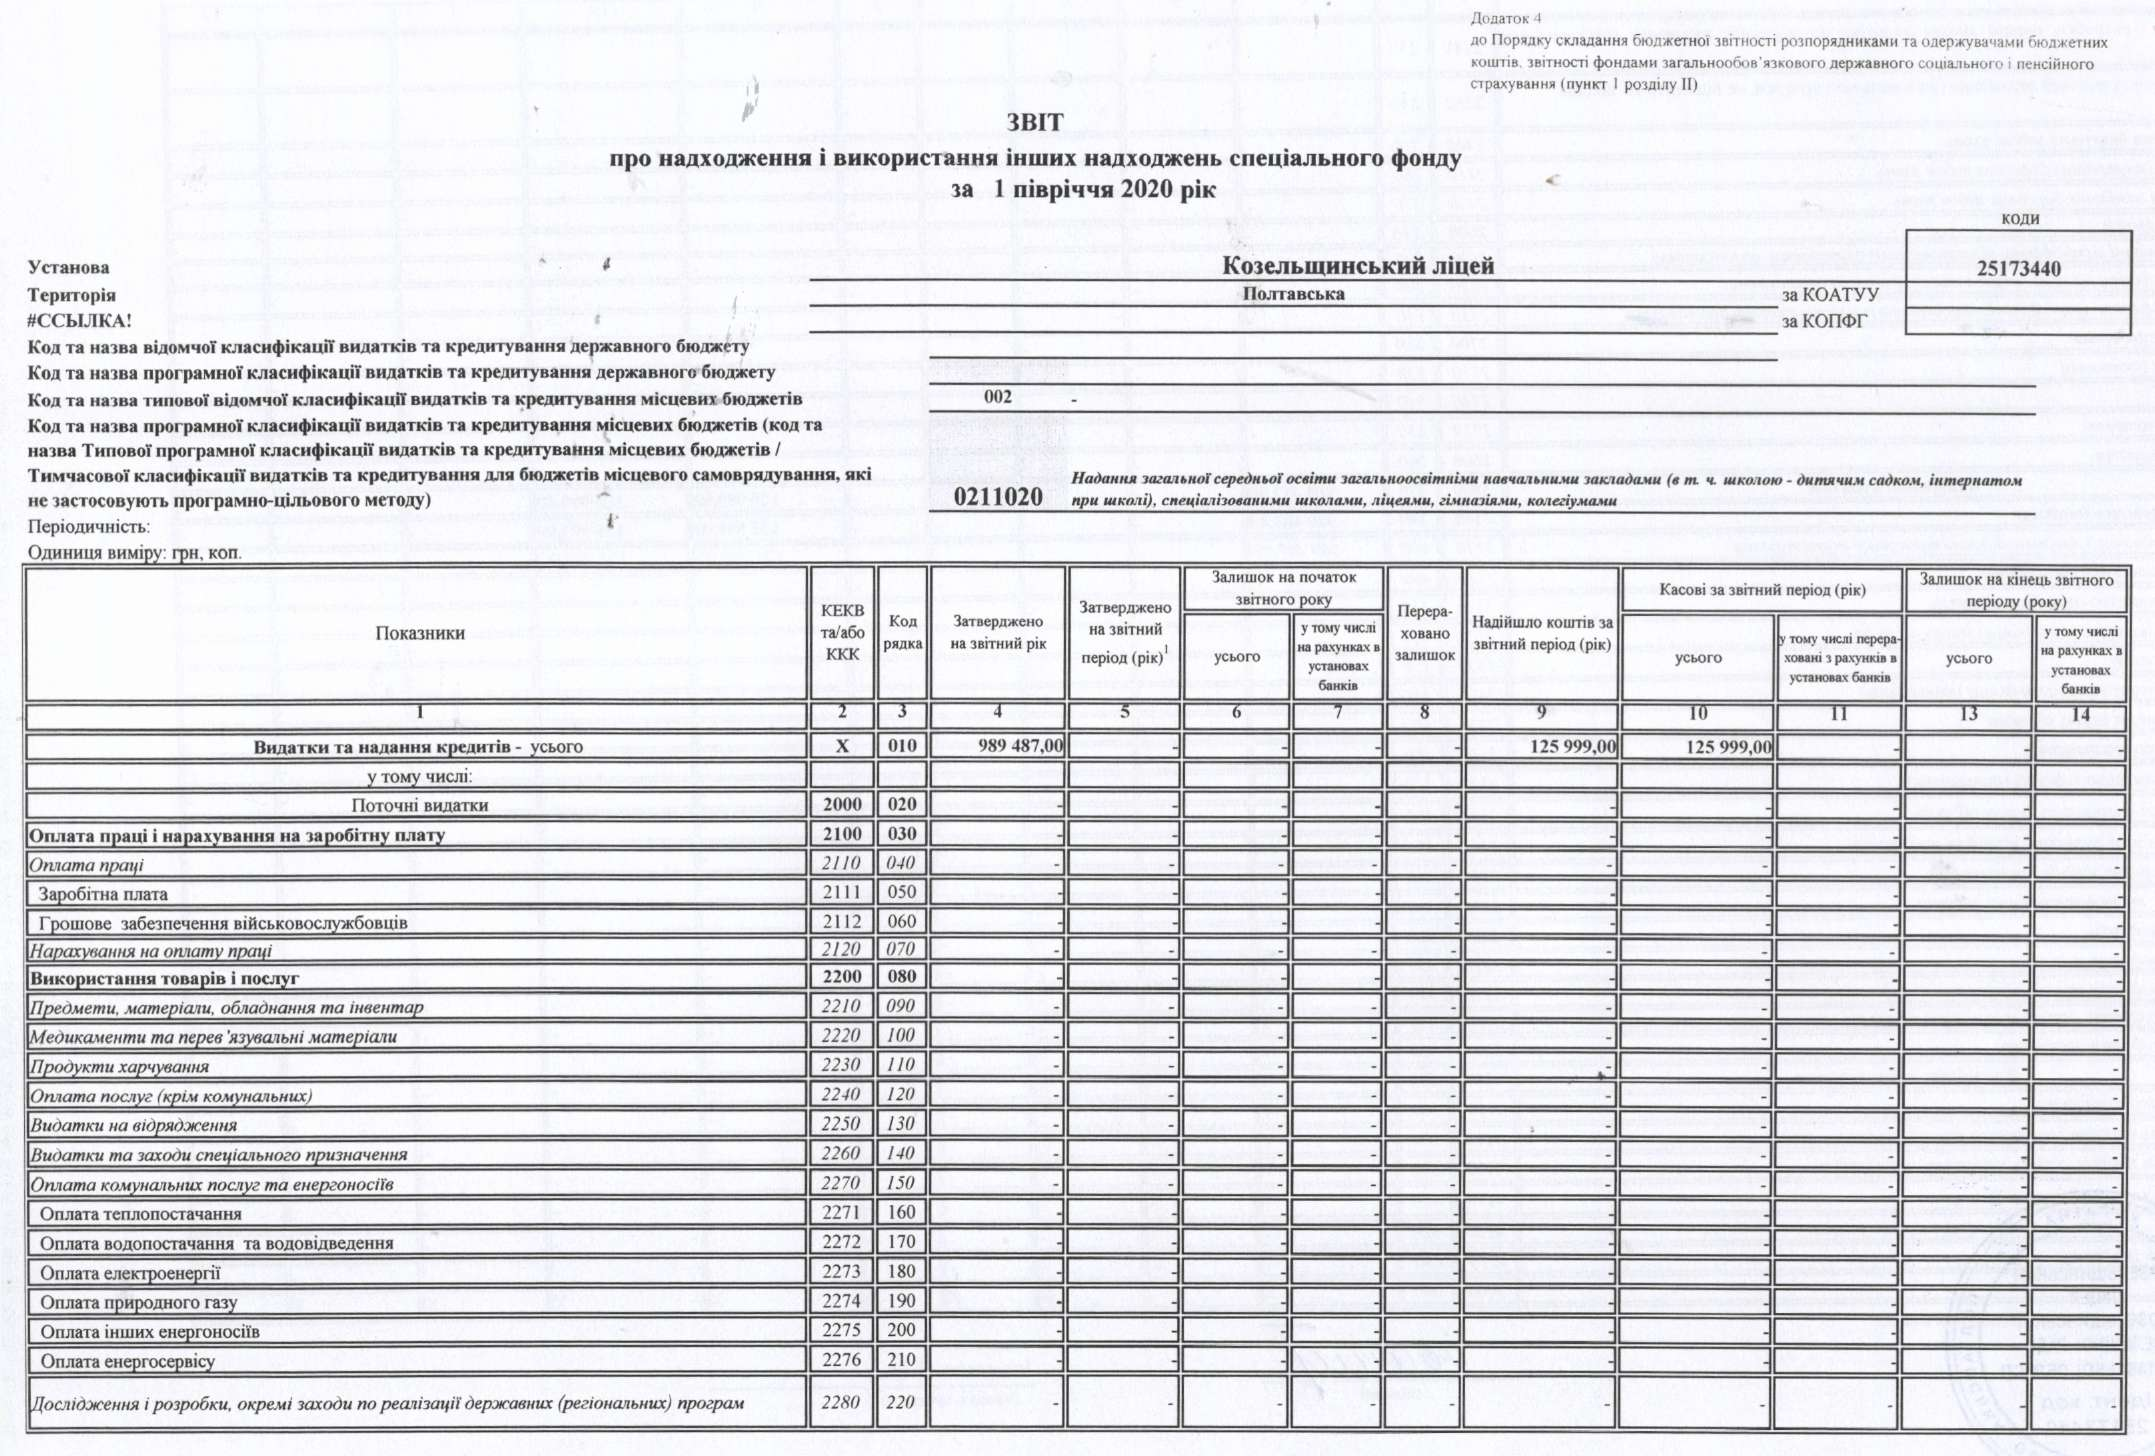 Додаток 4
до Порядку складання бюджетної звітності розпорядниками та одержувачами бюджетних
коштів, звітності фондами загальнообов'язкового державного соціального і пенсійного
страхування (пункт 1 розділу II)
ЗВІТ
про надходження і використання інших надходжень спеціального фонду
за 1 півріччя 2020 рік
коди
Установа Козельщинський ліцей 25173440
Територія Полтавська за КОАТУУ
#ССЫЛКА! за КОПФГ
Код та назва відомчої класифікації видатків та кредитування державного бюджету
Код та назва програмної класифікації видатків та кредитування державного бюджету
Код та назва типової відомчої класифікації видатків та кредитування місцевих бюджетів 002 -
Код та назва програмної класифікації видатків та кредитування місцевих бюджетів (код та
назва Типової програмної класифікації видатків та кредитування місцевих бюджетів /
Тимчасової класифікації видатків та кредитування для бюджетів місцевого самоврядування, які
не застосовують програмно-цільового методу) 0211020 Надання загальної середньої освіти загальноосвітніми навчальними закладами (в т. ч. школою - дитячим садком, інтернатом
при школі), спеціалізованими школами, ліцеями, гімназіями, колегіумами
Періодичність:
Одиниця виміру: грн, коп.
Показники
КЕКВ
та/або
ККК
Код
рядка
Затверджено
на звітний рік
Затверджено
на звітний
період (рік)1
Залишок на початок
звітного року
усього
у тому числі
на рахунках в
установах
банків
Перера-
ховано
залишок
Надійшло коштів за
звітний період (рік)
Касові за звітний період (рік)
усього
у тому числі перера-
ховані з рахунків в
установах банків
Залишок на кінець звітного
періоду (року)
усього
у тому числі
на рахунках в
установах
банків
1 2 3 4 5 6 7 8 9 10 11 13 14
Видатки та надання кредитів - усього X 010 989 487,00 - - - - 125 999,00 125 999,00 - - -
у тому числі:
Поточні видатки 2000 020 - - - - - - - -
Оплата праці і нарахування на заробітну плату 2100 030 - - - - - - - -
Оплата праці 2110 040 - - - - - - - - - -
Заробітна плата 2111 050 - - - - - - - - - -
Грошове забезпечення військовослужбовців 2112 060 - - - - - - - - - -
Нарахування на оплату праці 2120 070 - - - - - - - - - -
Використання товарів і послуг 2200 080 - - - - - - - - - -
Предмети, матеріали, обладнання та інвентар 2210 090 - - - - - - - - - -
Медикаменти та перев'язувальні матеріали 2220 100 - - - - - - - - - -
Продукти харчування 2230 110 - - - - - - - - - -
Оплата послуг (крім комунальних) 2240 120 - - - - - - - - - -
Видатки на відрядження 2250 130 - - - - - - - - - -
Видатки та заходи спеціального призначення 2260 140 - - - - - - - - - -
Оплата комунальних послуг та енергоносіїв 2270 150 - - - - - - - - - -
Оплата теплопостачання 2271 160 - - - - - - - - - -
Оплата водопостачання та водовідведення 2272 170 - - - - - - - - - -
Оплата електроенергії 2273 180 - - - - - - - - - -
Оплата природного газу 2274 190 - - - - - - - - - -
Оплата інших енергоносіїв 2275 200 - - - - - - - - - -
Оплата енергосервісу 2276 210 - - - - - - - - - -
Дослідження і розробки, окремі заходи по реалізації державних (регіональних) програм 2280 220 - - - - - - - - - -